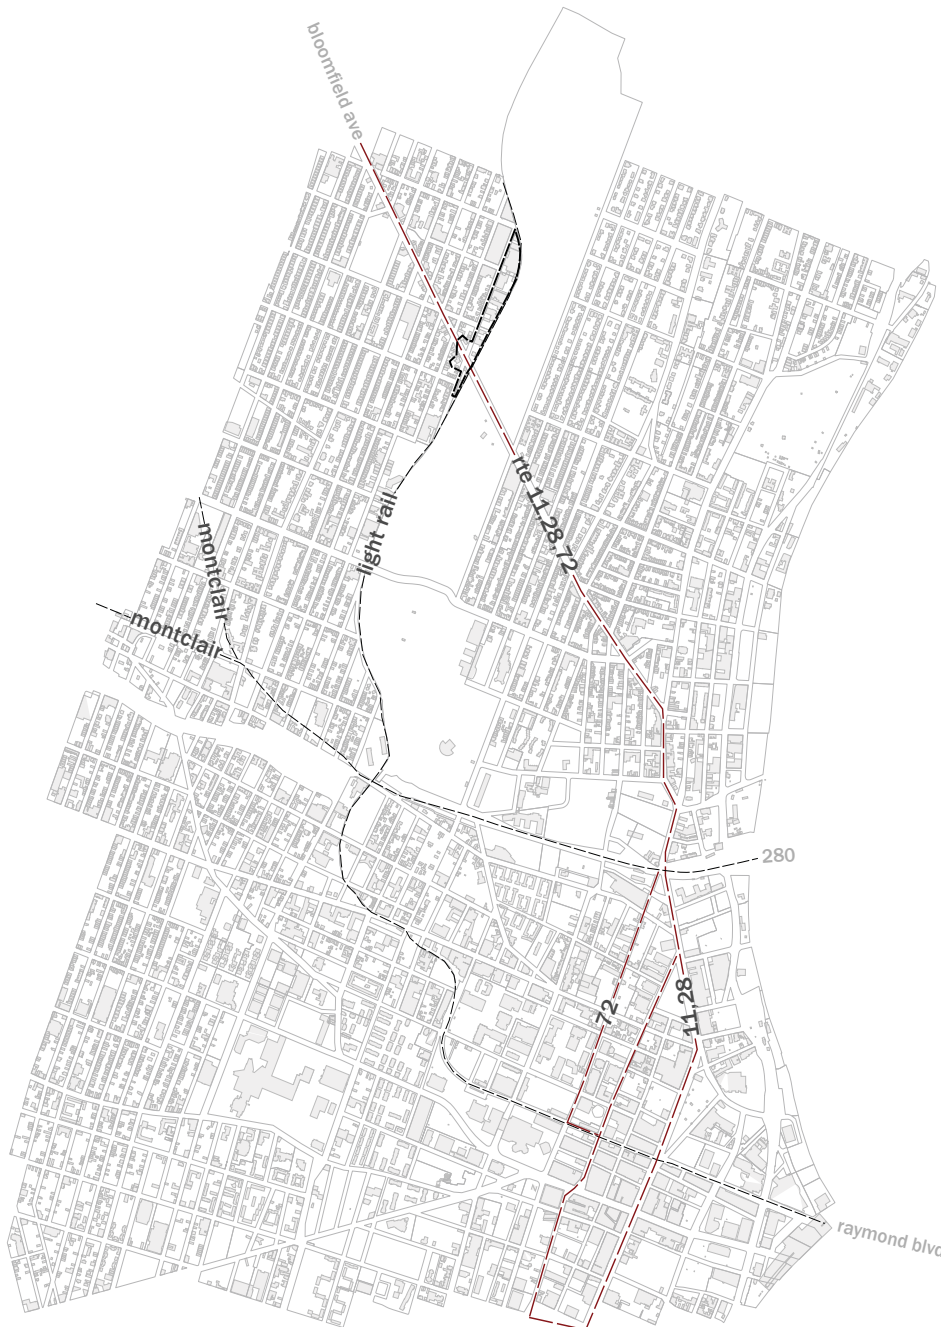 bloomfield ave
rte 11,28,72
light rail
montclair
montclair
280
72
11,28
raymond blvd